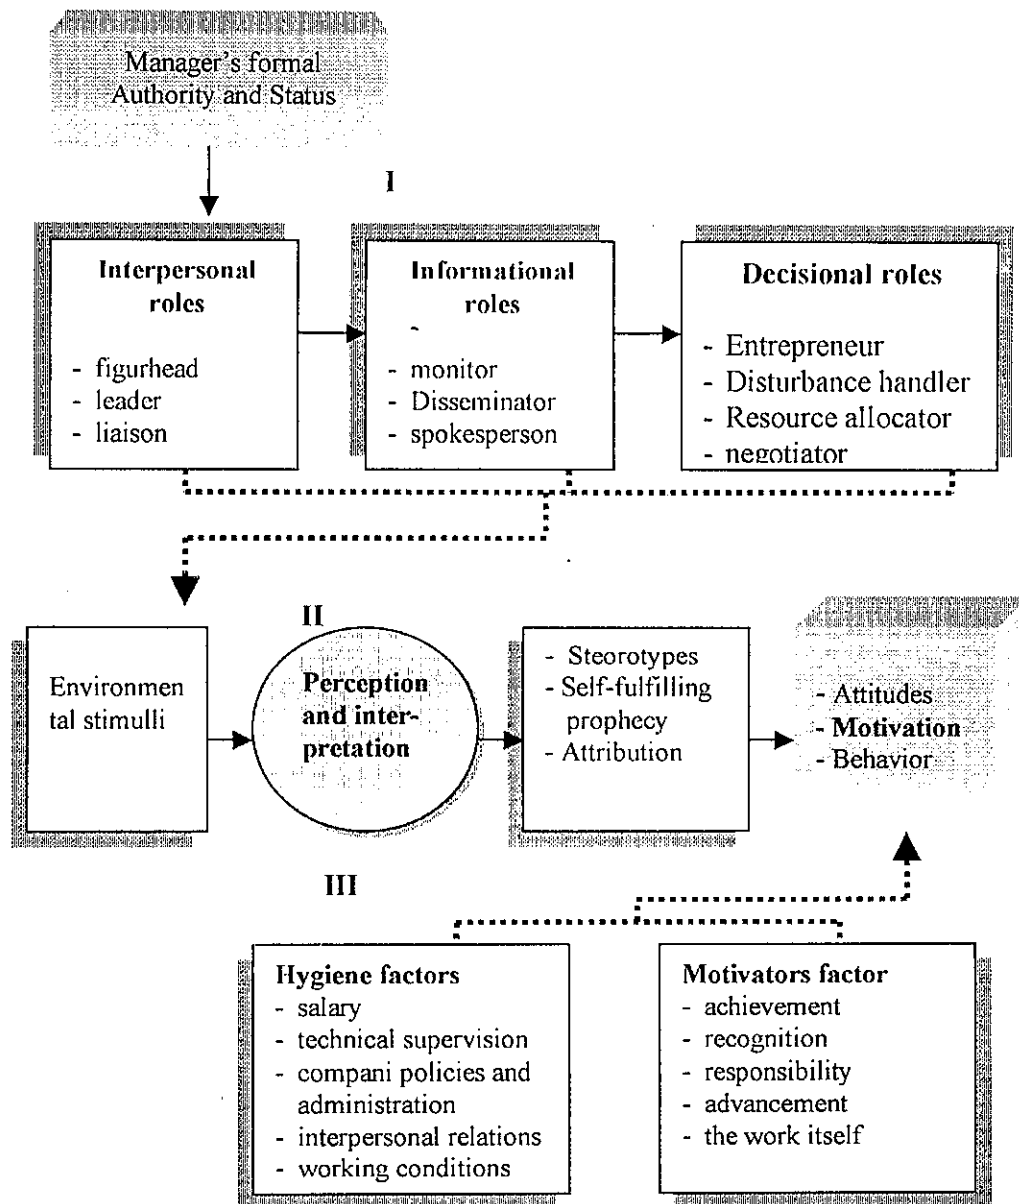 Manager's formal
Authority and Status
I
Interpersonal
roles
- figurhead
- leader
- liaison
Informational
roles
-
- monitor
- Disseminator
- spokesperson
Decisional roles
- Entrepreneur
- Disturbance handler
- Resource allocator
- negotiator
Environmen
tal stimulli
II
Perception
and inter-
pretation
- Steorotypes
- Self-fulfilling
prophecy
- Attribution
- Attitudes
- Motivation
- Behavior
III
Hygiene factors
- salary
- technical supervision
- compani policies and
administration
- interpersonal relations
- working conditions
Motivators factor
- achievement
- recognition
- responsibility
- advancement
- the work itself